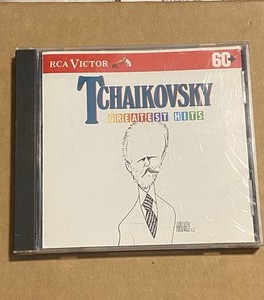 RCA VICTOR 60+
TCHAIKOVSKY
GREATEST HITS